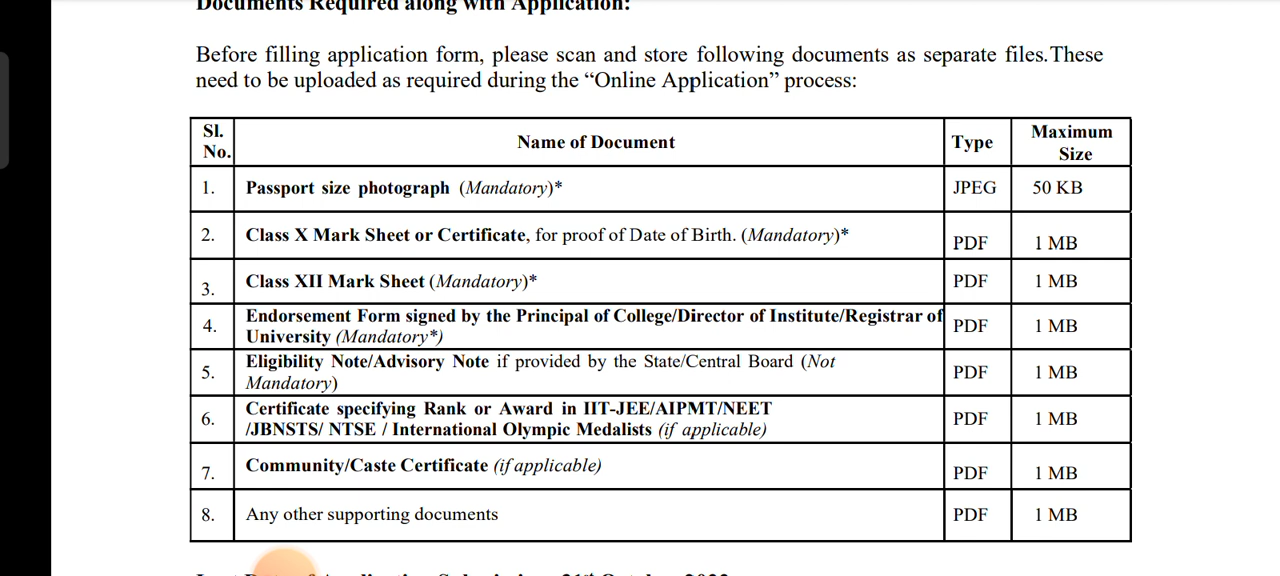 Documents Required along with Application:
Before filling application form, please scan and store following documents as separate files.These
need to be uploaded as required during the “Online Application” process:
Sl. No. Name of Document Type Maximum Size
1. Passport size photograph (Mandatory)* JPEG 50 KB
2. Class X Mark Sheet or Certificate, for proof of Date of Birth. (Mandatory)* PDF 1 MB
3. Class XII Mark Sheet (Mandatory)* PDF 1 MB
4. Endorsement Form signed by the Principal of College/Director of Institute/Registrar of
University (Mandatory*) PDF 1 MB
5. Eligibility Note/Advisory Note if provided by the State/Central Board (Not
Mandatory) PDF 1 MB
6. Certificate specifying Rank or Award in IIT-JEE/AIPMT/NEET
/JBNSTS/ NTSE / International Olympic Medalists (if applicable) PDF 1 MB
7. Community/Caste Certificate (if applicable) PDF 1 MB
8. Any other supporting documents PDF 1 MB